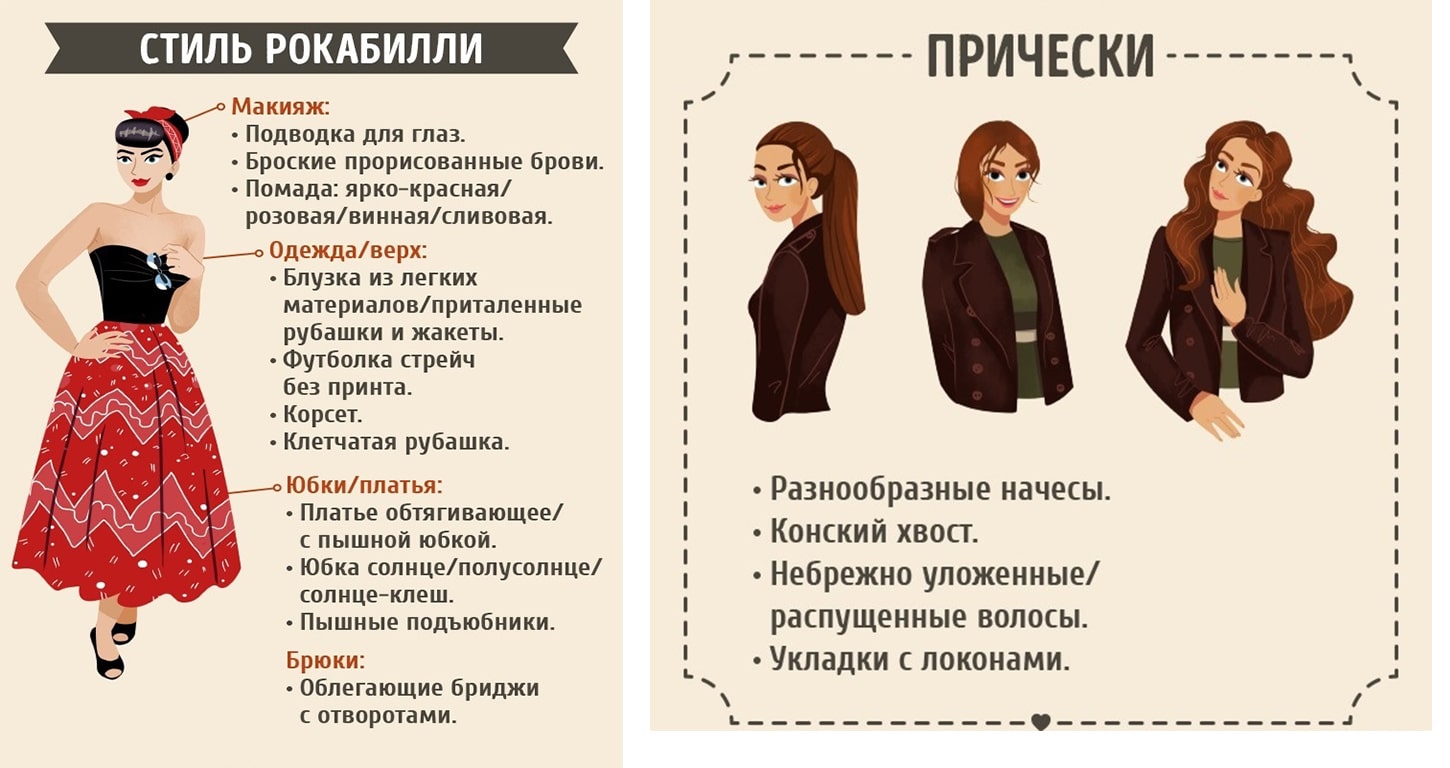 СТИЛЬ РОКАБИЛЛИ
Макияж:
• Подводка для глаз.
• Броские прорисованные брови.
• Помада: ярко-красная/
розовая/винная/сливовая.
Одежда/верх:
• Блузка из легких
материалов/приталенные
рубашки и жакеты.
• Футболка стрейч
без принта.
• Корсет.
• Клетчатая рубашка.
Юбки/платья:
• Платье обтягивающее/
с пышной юбкой.
• Юбка солнце/полусолнце/
солнце-клеш.
• Пышные подъюбники.
Брюки:
• Облегающие бриджи
с отворотами.
ПРИЧЕСКИ
• Разнообразные начесы.
• Конский хвост.
• Небрежно уложенные/
распущенные волосы.
• Укладки с локонами.